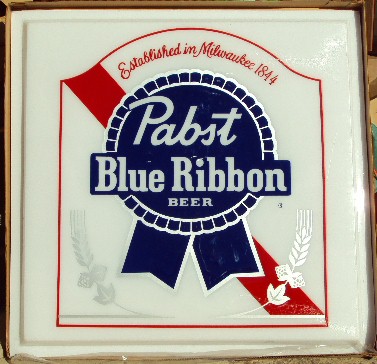 Established in Milwaukee 1844
Pabst
Blue Ribbon
BEER
®